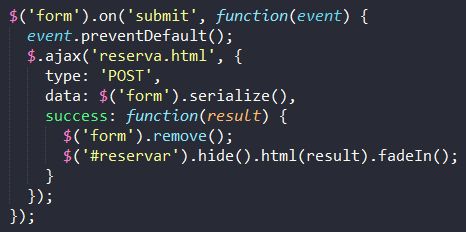 $('form').on('submit', function(event) {
  event.preventDefault();
  $.ajax('reserva.html', {
    type: 'POST',
    data: $('form').serialize(),
    success: function(result) {
      $('form').remove();
      $('#reservar').hide().html(result).fadeIn();
    }
  });
});